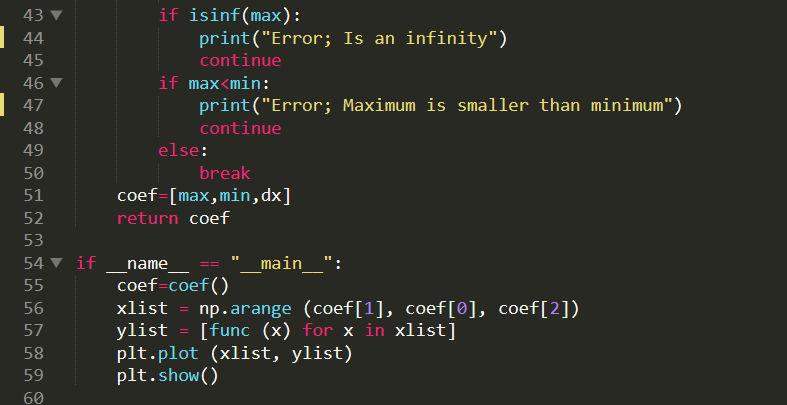 43 ▼ if isinf(max):
44 print("Error; Is an infinity")
45 continue
46 ▼ if max<min:
47 print("Error; Maximum is smaller than minimum")
48 continue
49 else:
50 break
51 coef=[max,min,dx]
52 return coef
53
54 ▼ if __name__ == "__main__":
55 coef=coef()
56 xlist = np.arange (coef[1], coef[0], coef[2])
57 ylist = [func (x) for x in xlist]
58 plt.plot (xlist, ylist)
59 plt.show()
60